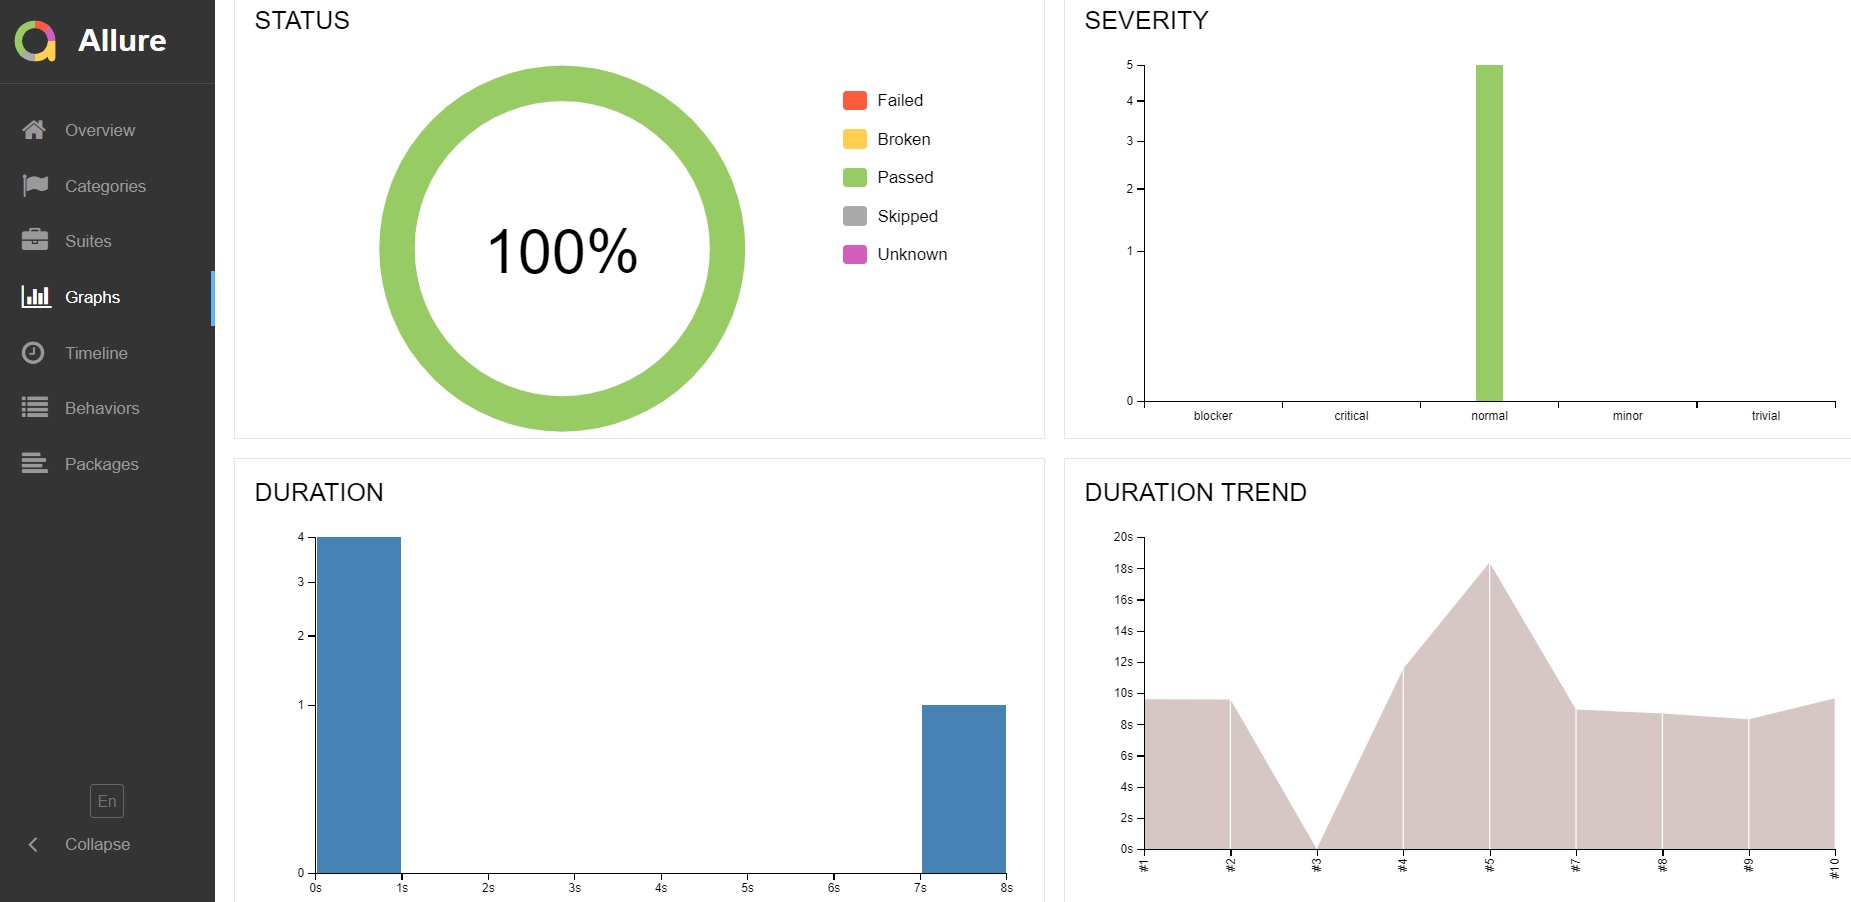 Allure
Overview
Categories
Suites
Graphs
Timeline
Behaviors
Packages
En
Collapse
STATUS
100%
Failed
Broken
Passed
Skipped
Unknown
SEVERITY
5
4
3
2
1
0
blocker critical normal minor trivial
DURATION
4
3
2
1
0
0s 1s 2s 3s 4s 5s 6s 7s 8s
DURATION TREND
20s
18s
16s
14s
12s
10s
8s
6s
4s
2s
0s
#1 #2 #3 #4 #5 #7 #8 #9 #10